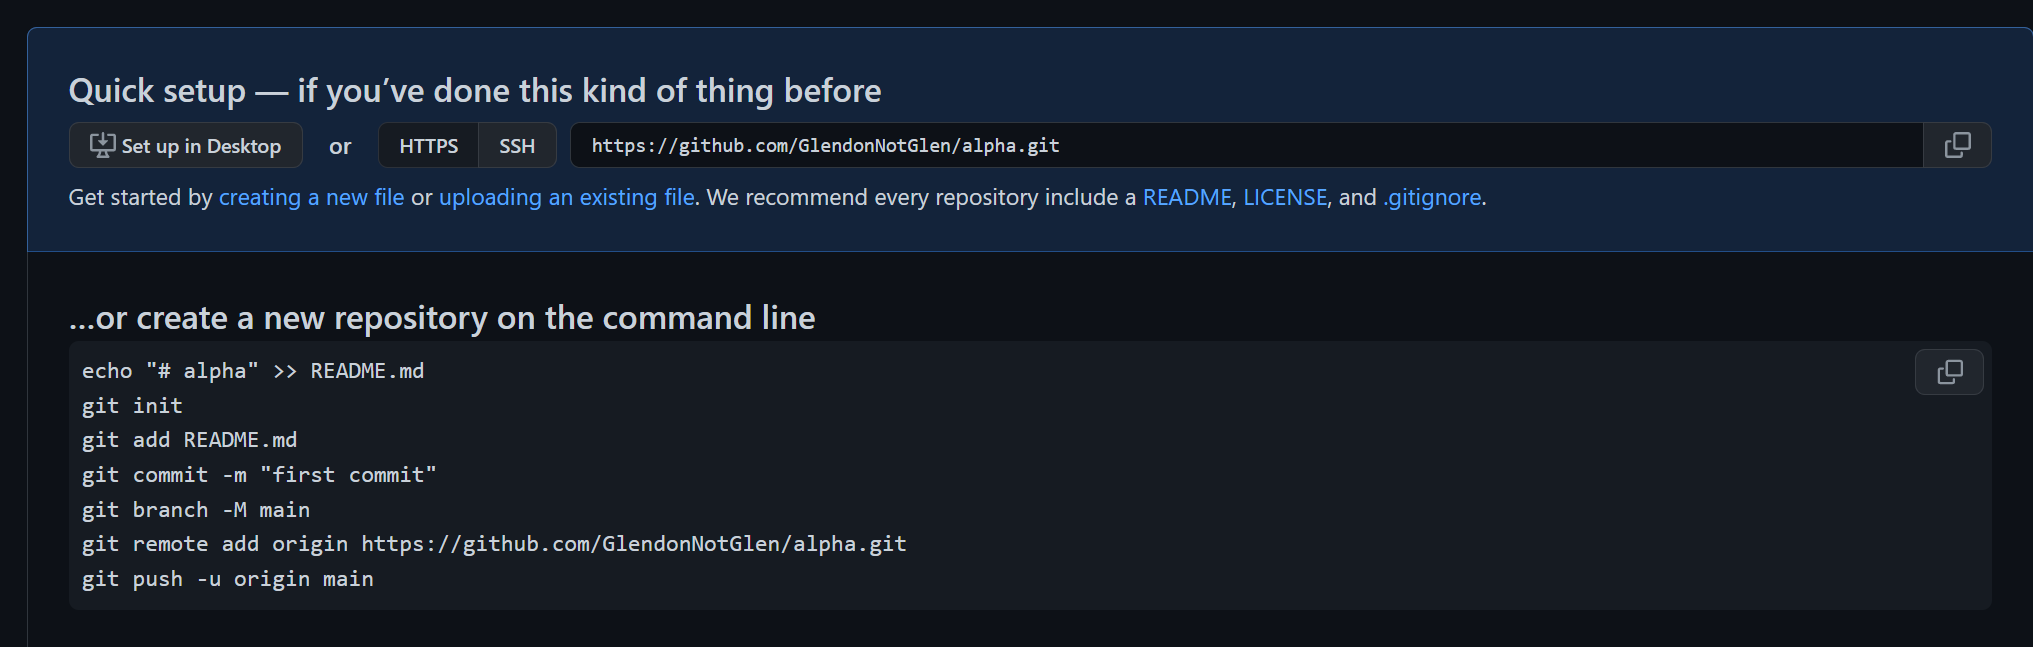 Quick setup — if you’ve done this kind of thing before
Set up in Desktop or HTTPS SSH https://github.com/GlendonNotGlen/alpha.git
Get started by creating a new file or uploading an existing file. We recommend every repository include a README, LICENSE, and .gitignore.
…or create a new repository on the command line
echo "# alpha" >> README.md
git init
git add README.md
git commit -m "first commit"
git branch -M main
git remote add origin https://github.com/GlendonNotGlen/alpha.git
git push -u origin main